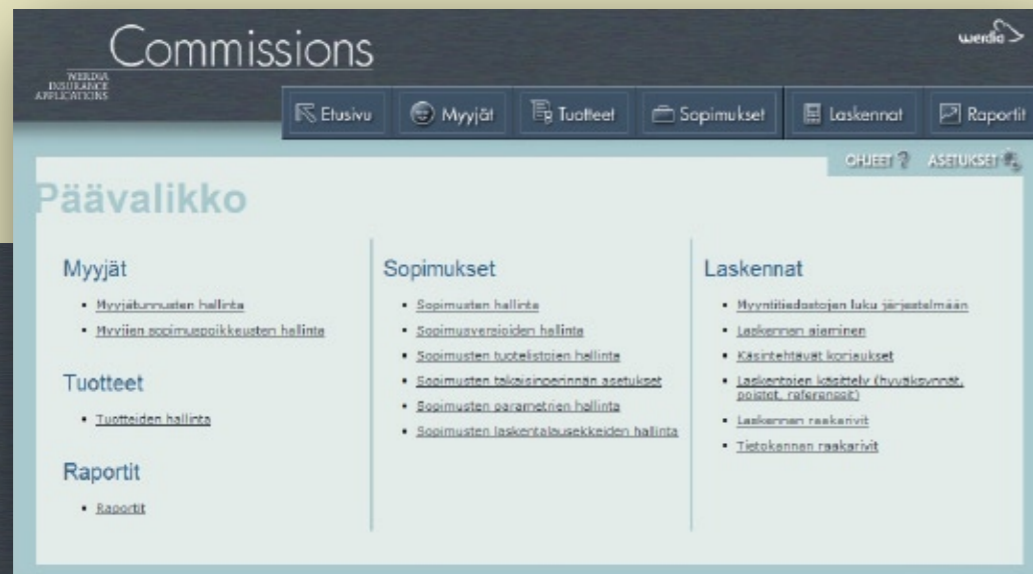 Commissions
WERDIA
INSURANCE
APPLICATIONS
werdia
Etusivu
Myyjät
Tuotteet
Sopimukset
Laskennat
Raportit
OHJEET ?
ASETUKSET
Päävalikko
Myyjät
Myyjätunnusten hallinta
Myyjien sopimuspoikkeusten hallinta
Tuotteet
Tuotteiden hallinta
Raportit
Raportit
Sopimukset
Sopimusten hallinta
Sopimusversioiden hallinta
Sopimusten tuotelistojen hallinta
Sopimusten takaisinperinnän asetukset
Sopimusten parametrien hallinta
Sopimusten laskentalausekkeiden hallinta
Laskennat
Myyntitiedostojen luku järjestelmään
Laskennan ajaminen
Käsintehtävät korjaukset
Laskentojen käsittely (hyväksynnät,
poistot, referenssit)
Laskennan raakarivit
Tietokannan raakarivit